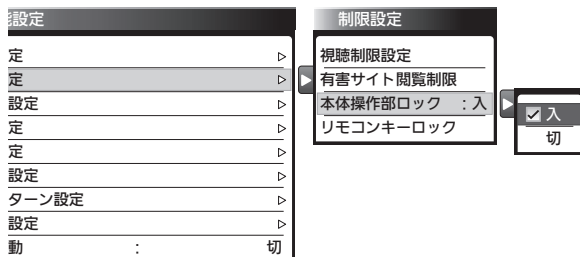 設定
定
定
設定
定
定
設定
ターン設定
設定
動 : 切
制限設定
視聴制限設定
有害サイト閲覧制限
本体操作部ロック :入
リモコンキーロック
入
切